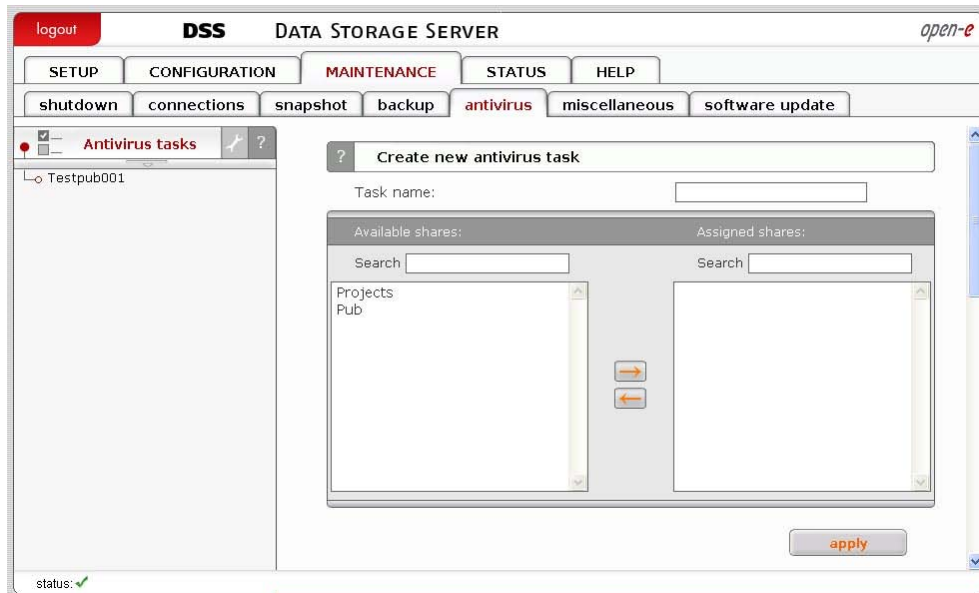 logout
DSS DATA STORAGE SERVER
open-e
SETUP CONFIGURATION MAINTENANCE STATUS HELP
shutdown connections snapshot backup antivirus miscellaneous software update
Antivirus tasks ?
Testpub001
? Create new antivirus task
Task name:
Available shares: Assigned shares:
Search Search
Projects
Pub
apply
status: